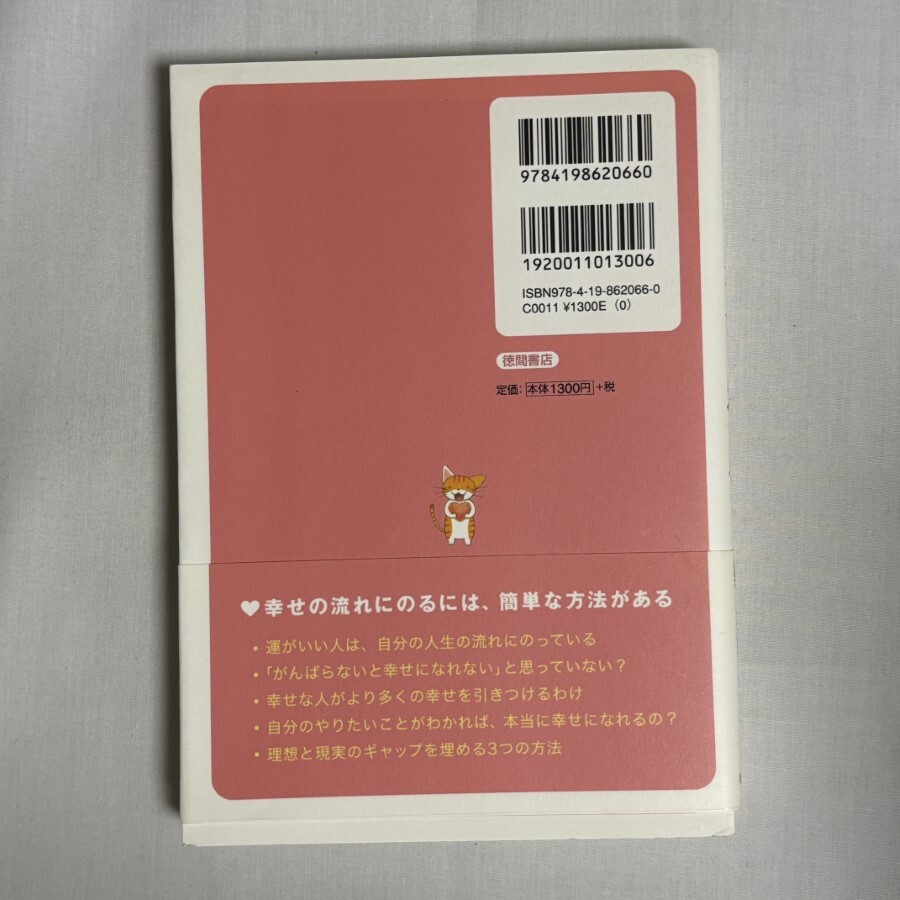 9784198620660
1920011013006
ISBN978-4-19-862066-0
C0011 ¥1300E (0)
徳間書店
定価：本体1300円+税
♥幸せの流れにのるには、簡単な方法がある
・運がいい人は、自分の人生の流れにのっている
・「がんばらないと幸せになれない」と思っていない？
・幸せな人がより多くの幸せを引きつけるわけ
・自分のやりたいことがわかれば、本当に幸せになれるの？
・理想と現実のギャップを埋める3つの方法